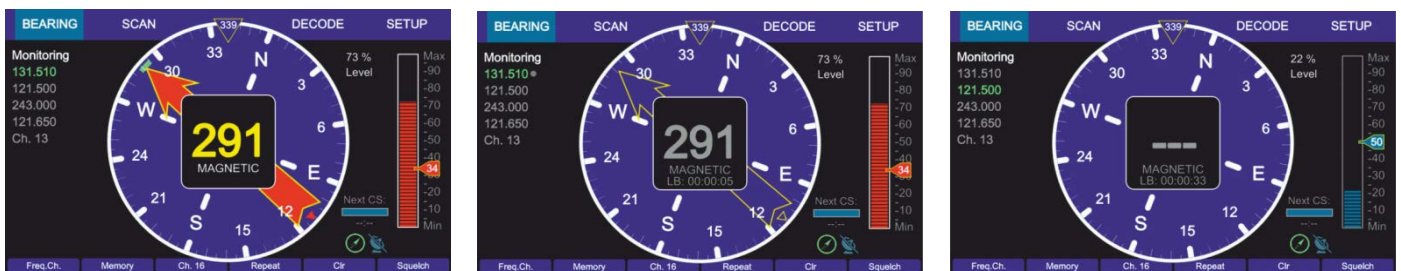 BEARING SCAN 339 DECODE SETUP
Monitoring
131.510
121.500
243.000
121.650
Ch. 13
N
3
6
E
12
15
S
21
24
W
30
33
291
MAGNETIC
73 %
Level
Max
-90
-80
-70
-60
-50
-40
34
-20
-10
Min
Next CS:
--:--
Freq.Ch. Memory Ch. 16 Repeat Clr Squelch
BEARING SCAN 339 DECODE SETUP
Monitoring
131.510
121.500
243.000
121.650
Ch. 13
N
3
6
E
12
15
S
21
24
W
30
33
291
MAGNETIC
LB: 00:00:05
73 %
Level
Max
-90
-80
-70
-60
-50
-40
34
-20
-10
Min
Next CS:
--:--
Freq.Ch. Memory Ch. 16 Repeat Clr Squelch
BEARING SCAN 339 DECODE SETUP
Monitoring
131.510
121.500
243.000
121.650
Ch. 13
N
3
6
E
12
15
S
21
24
W
30
33
---
MAGNETIC
LB: 00:00:33
22 %
Level
Max
-90
-80
-70
-60
50
-40
-30
-20
-10
Min
Next CS:
--:--
Freq.Ch. Memory Ch. 16 Repeat Clr Squelch